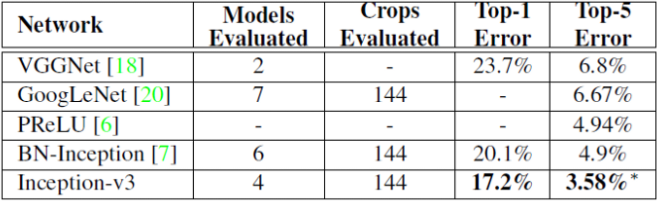 Network Models Evaluated Crops Evaluated Top-1 Error Top-5 Error
VGGNet [18] 2 - 23.7% 6.8%
GoogLeNet [20] 7 144 - 6.67%
PReLU [6] - - - 4.94%
BN-Inception [7] 6 144 20.1% 4.9%
Inception-v3 4 144 17.2% 3.58%*